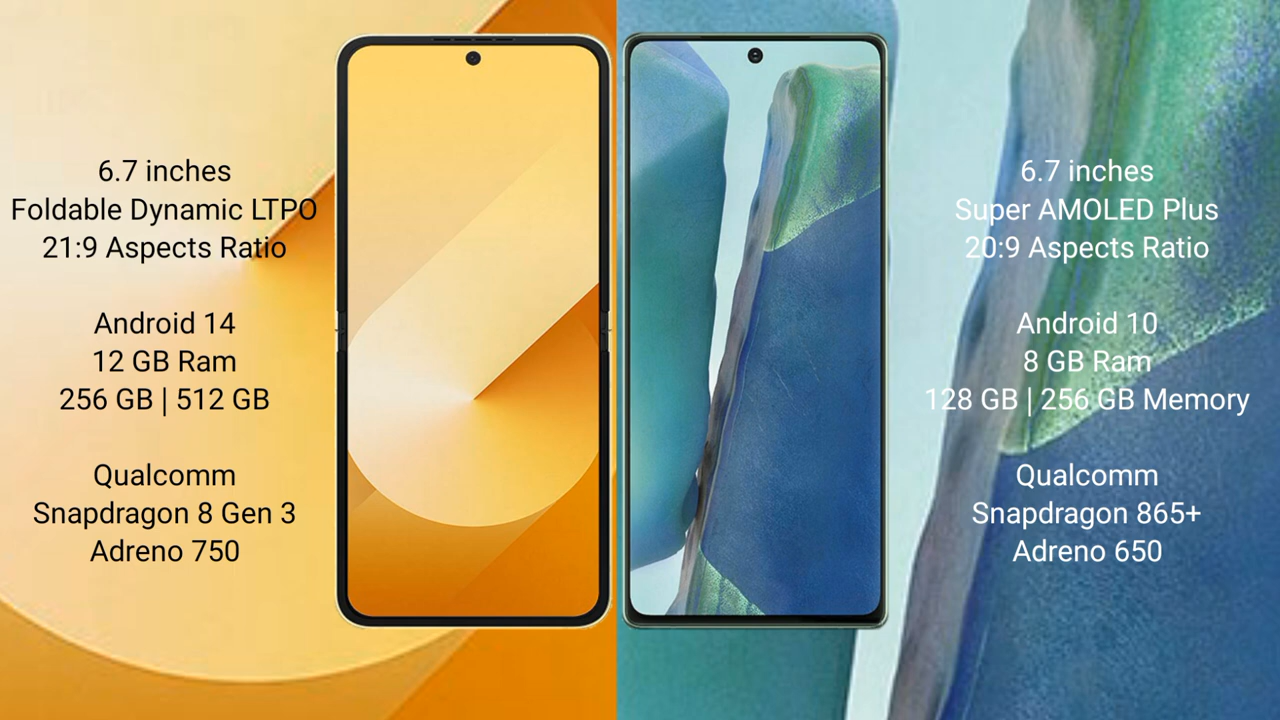 6.7 inches
Foldable Dynamic LTPO
21:9 Aspects Ratio
Android 14
12 GB Ram
256 GB | 512 GB
Qualcomm
Snapdragon 8 Gen 3
Adreno 750
6.7 inches
Super AMOLED Plus
20:9 Aspects Ratio
Android 10
8 GB Ram
128 GB | 256 GB Memory
Qualcomm
Snapdragon 865+
Adreno 650